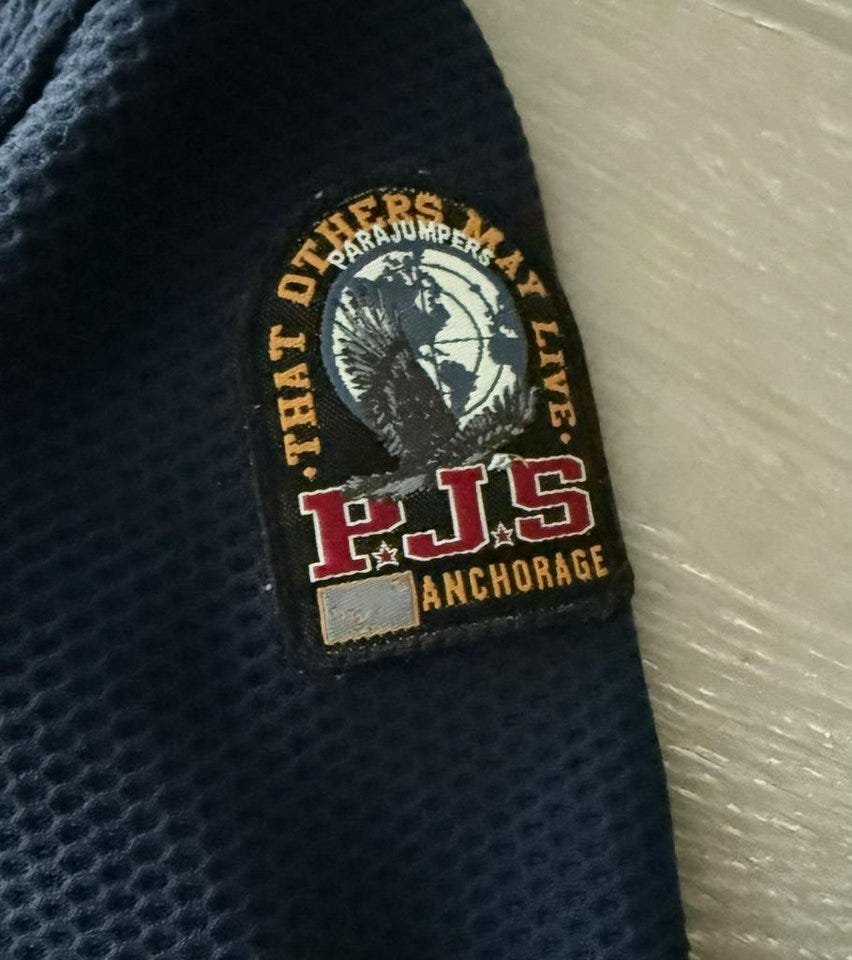 ·THAT OTHERS MAY LIVE·
PARAJUMPERS
P.J.S
ANCHORAGE